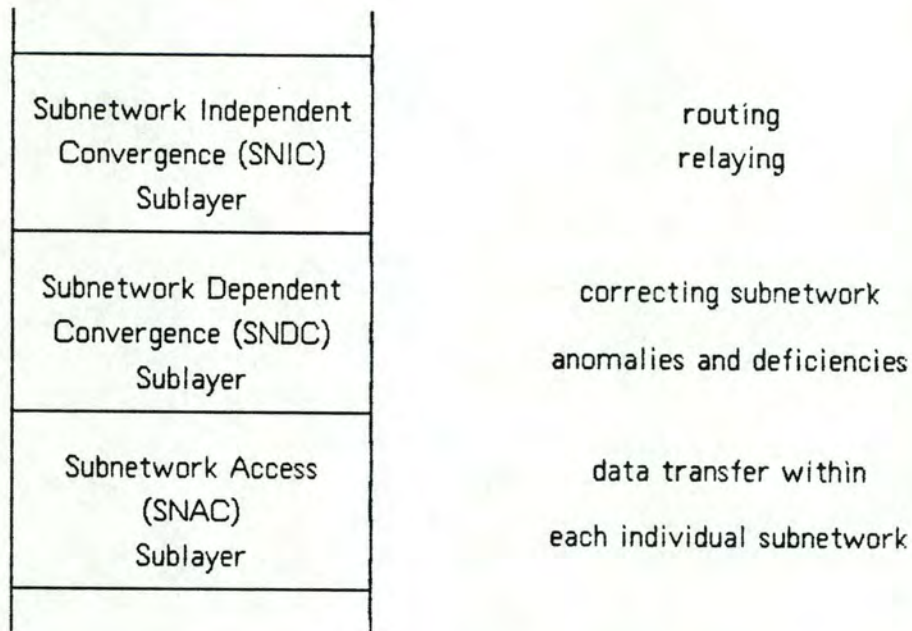 Subnetwork Independent
Convergence (SNIC)
Sublayer
routing
relaying
Subnetwork Dependent
Convergence (SNDC)
Sublayer
correcting subnetwork
anomalies and deficiencies
Subnetwork Access
(SNAC)
Sublayer
data transfer within
each individual subnetwork